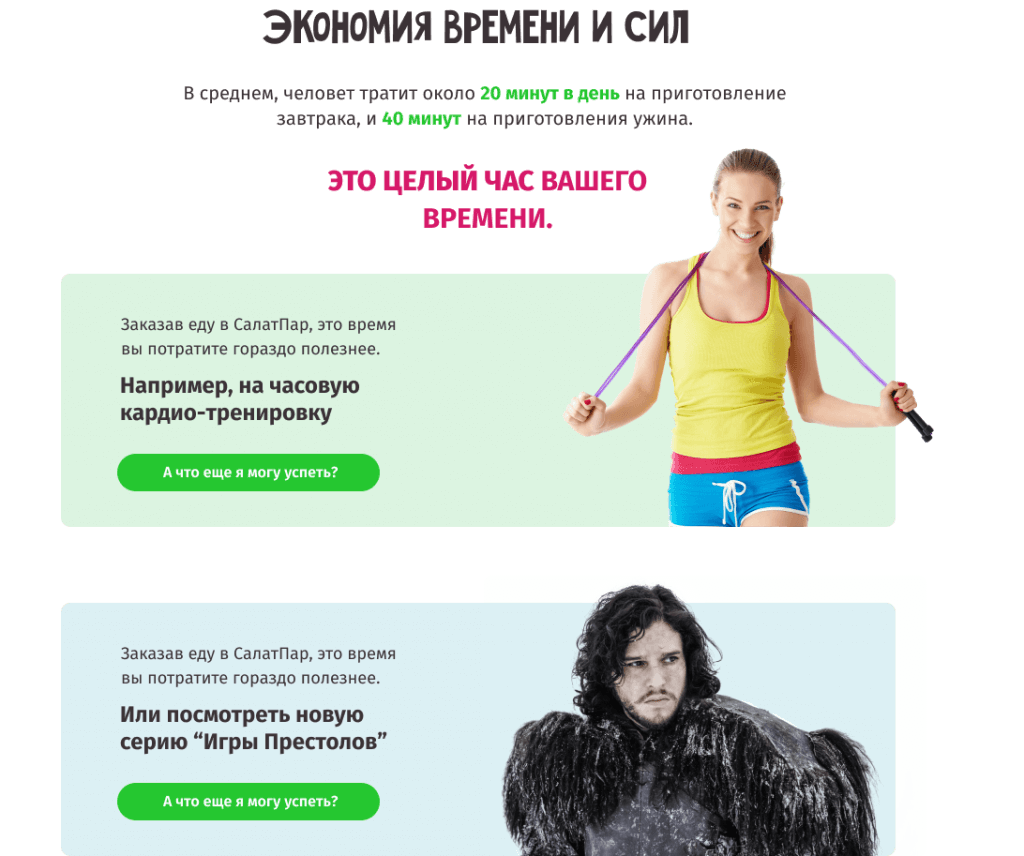 ЭКОНОМИЯ ВРЕМЕНИ И СИЛ
В среднем, человет тратит около 20 минут в день на приготовление
завтрака, и 40 минут на приготовления ужина.
ЭТО ЦЕЛЫЙ ЧАС ВАШЕГО
ВРЕМЕНИ.
Заказав еду в СалатПар, это время
вы потратите гораздо полезнее.
Например, на часовую
кардио-тренировку
А что еще я могу успеть?
Заказав еду в СалатПар, это время
вы потратите гораздо полезнее.
Или посмотреть новую
серию “Игры Престолов”
А что еще я могу успеть?